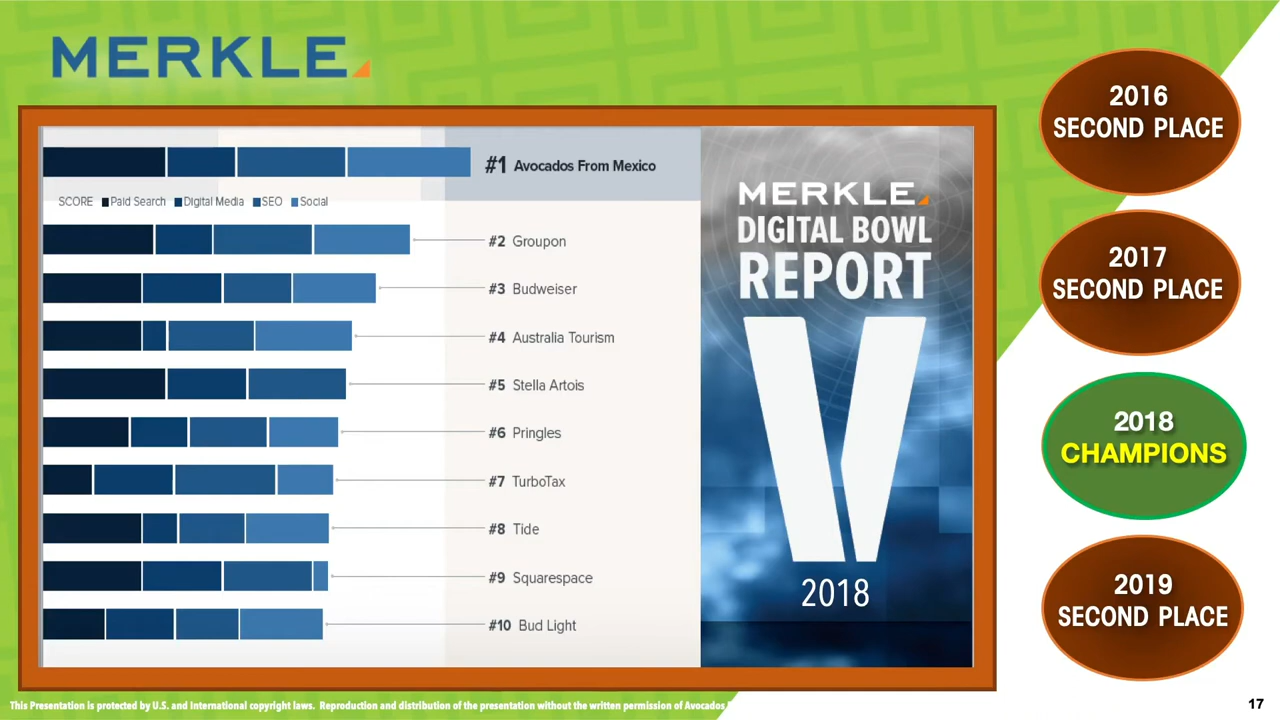 MERKLE
#1 Avocados From Mexico
SCORE Paid Search Digital Media SEO Social
#2 Groupon
#3 Budweiser
#4 Australia Tourism
#5 Stella Artois
#6 Pringles
#7 TurboTax
#8 Tide
#9 Squarespace
#10 Bud Light
MERKLE
DIGITAL BOWL
REPORT
V
2018
2016
SECOND PLACE
2017
SECOND PLACE
2018
CHAMPIONS
2019
SECOND PLACE
This Presentation is protected by U.S. and International copyright laws. Reproduction and distribution of the presentation without the written permission of Avocados
17